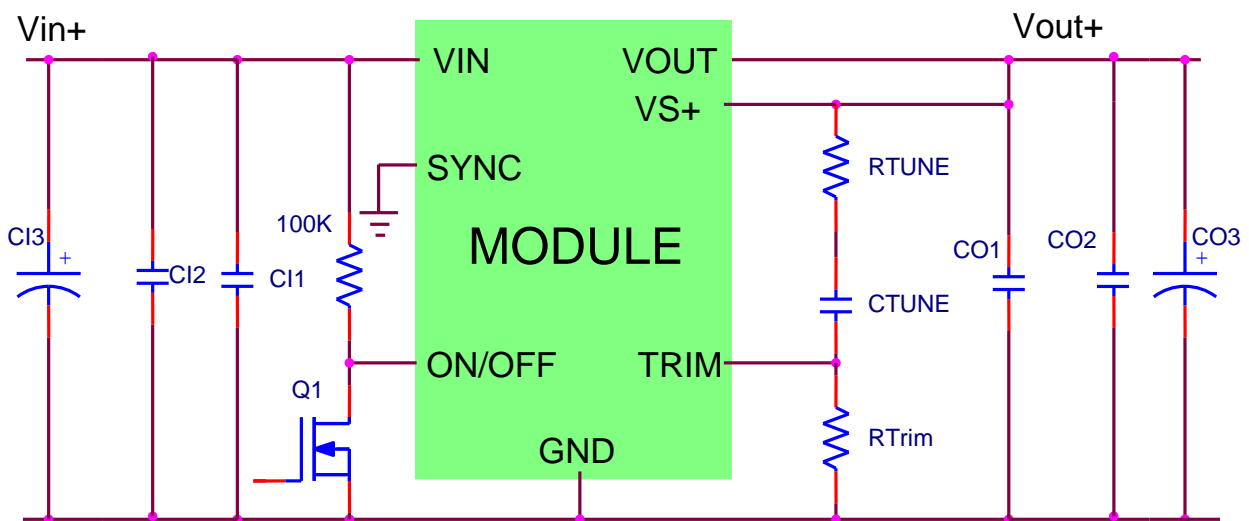 Vin+
Vout+
VIN
VOUT
VS+
SYNC
RTUNE
100K
CI3
+
CI2
CI1
MODULE
CO1
CO2
CO3
+
CTUNE
ON/OFF
TRIM
Q1
RTrim
GND